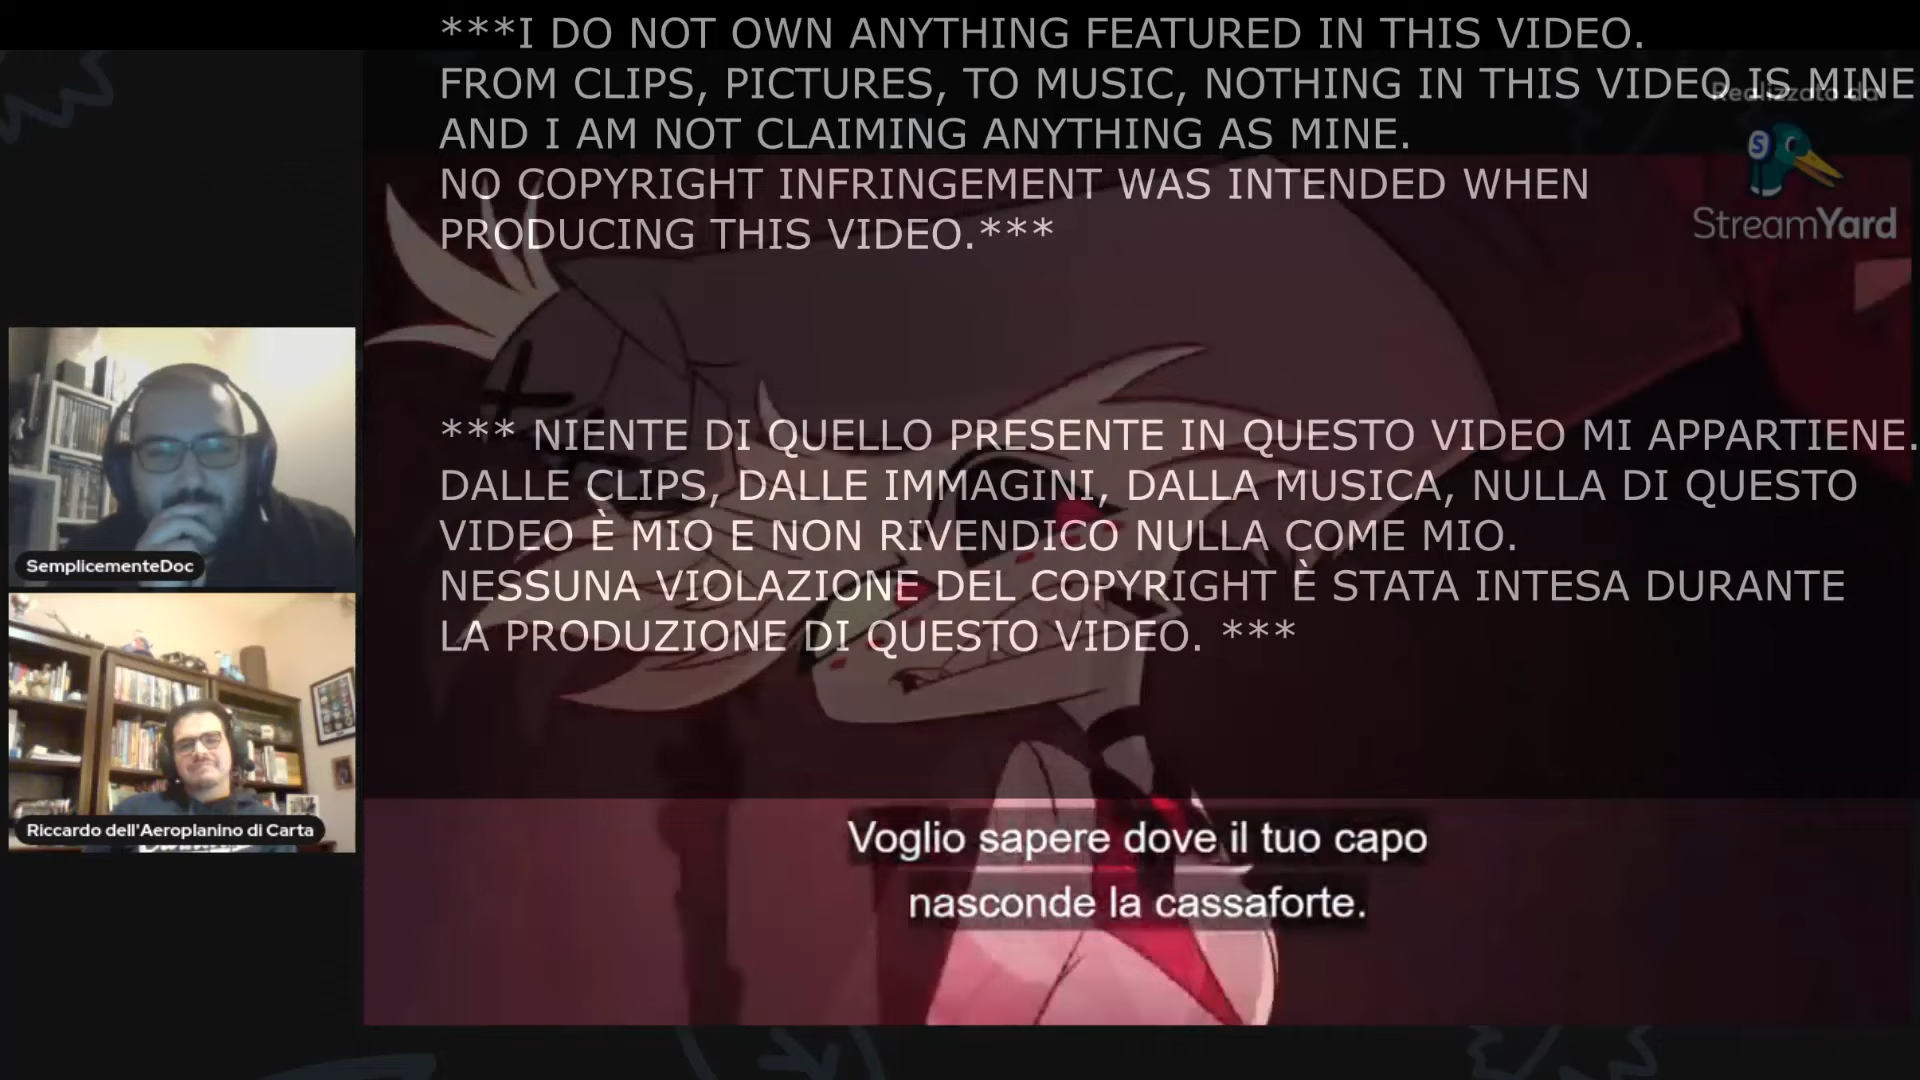 ***I DO NOT OWN ANYTHING FEATURED IN THIS VIDEO.
FROM CLIPS, PICTURES, TO MUSIC, NOTHING IN THIS VIDEO IS MINE
AND I AM NOT CLAIMING ANYTHING AS MINE.
NO COPYRIGHT INFRINGEMENT WAS INTENDED WHEN
PRODUCING THIS VIDEO.***
Realizzato da
S
StreamYard
*** NIENTE DI QUELLO PRESENTE IN QUESTO VIDEO MI APPARTIENE.
DALLE CLIPS, DALLE IMMAGINI, DALLA MUSICA, NULLA DI QUESTO
VIDEO È MIO E NON RIVENDICO NULLA COME MIO.
NESSUNA VIOLAZIONE DEL COPYRIGHT È STATA INTESA DURANTE
LA PRODUZIONE DI QUESTO VIDEO. ***
SemplicementeDoc
Riccardo dell'Aeroplanino di Carta
Voglio sapere dove il tuo capo
nasconde la cassaforte.